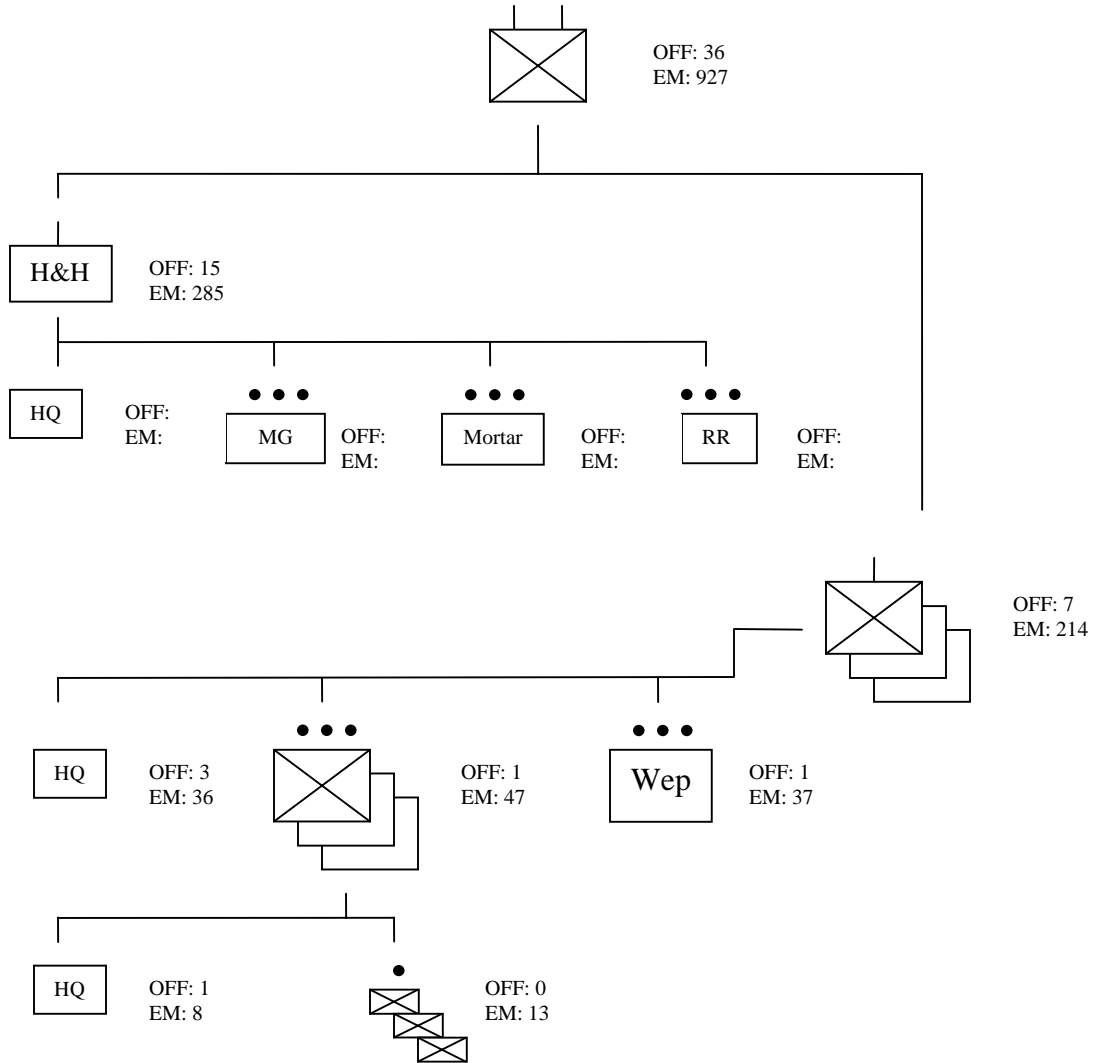 OFF: 36
EM: 927
H&H
OFF: 15
EM: 285
HQ
OFF:
EM:
MG
OFF:
EM:
Mortar
OFF:
EM:
RR
OFF:
EM:
OFF: 7
EM: 214
HQ
OFF: 3
EM: 36
OFF: 1
EM: 47
Wep
OFF: 1
EM: 37
HQ
OFF: 1
EM: 8
OFF: 0
EM: 13